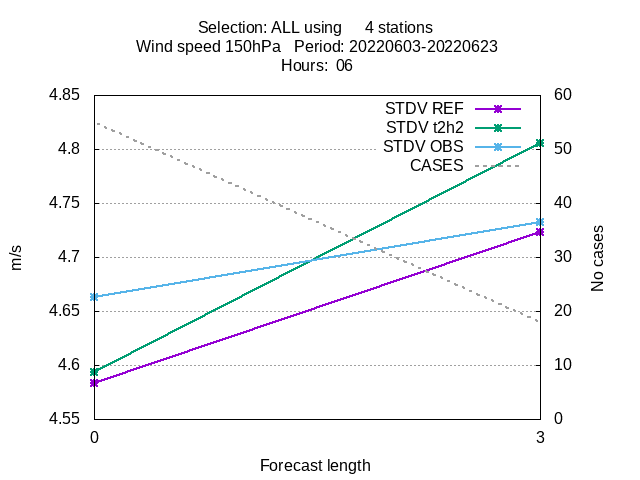 Selection: ALL using 4 stations
Wind speed 150hPa Period: 20220603-20220623
Hours: 06
4.85
4.8
4.75
4.7
4.65
4.6
4.55
60
50
40
30
20
10
0
STDV REF
STDV t2h2
STDV OBS
CASES
m/s
No cases
0
3
Forecast length